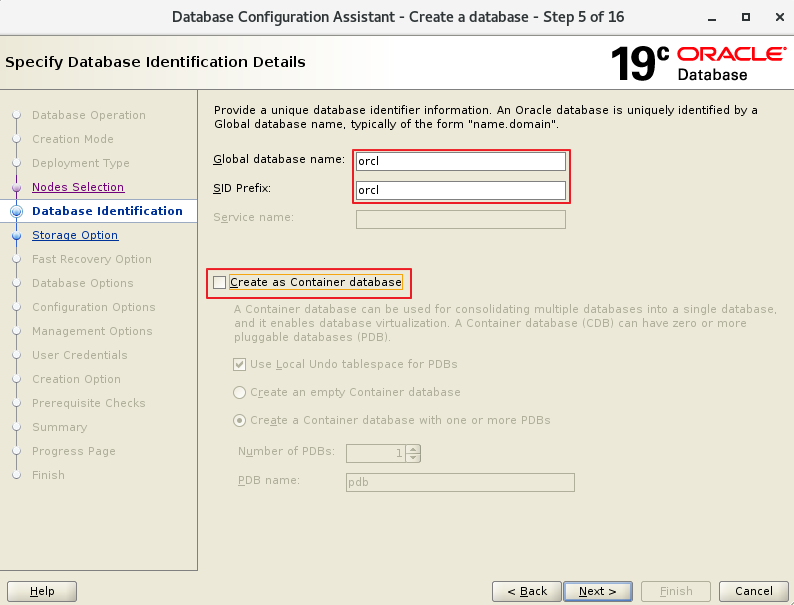 Database Configuration Assistant - Create a database - Step 5 of 16
Specify Database Identification Details
19c ORACLE
Database
Database Operation
Creation Mode
Deployment Type
Nodes Selection
Database Identification
Storage Option
Fast Recovery Option
Database Options
Configuration Options
Management Options
User Credentials
Creation Option
Prerequisite Checks
Summary
Progress Page
Finish
Provide a unique database identifier information. An Oracle database is uniquely identified by a
Global database name, typically of the form "name.domain".
Global database name: orcl
SID Prefix: orcl
Service name:
Create as Container database
A Container database can be used for consolidating multiple databases into a single database,
and it enables database virtualization. A Container database (CDB) can have zero or more
pluggable databases (PDB).
Use Local Undo tablespace for PDBs
Create an empty Container database
Create a Container database with one or more PDBs
Number of PDBs: 1
PDB name: pdb
Help
< Back
Next >
Finish
Cancel